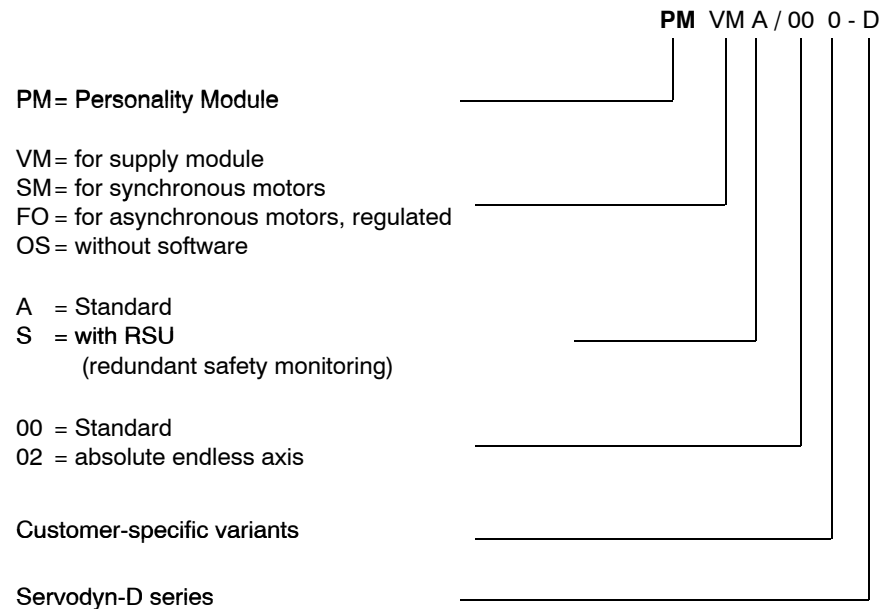 PM VM A / 00 0 - D
PM = Personality Module
VM = for supply module
SM = for synchronous motors
FO = for asynchronous motors, regulated
OS = without software
A = Standard
S = with RSU
(redundant safety monitoring)
00 = Standard
02 = absolute endless axis
Customer-specific variants
Servodyn-D series